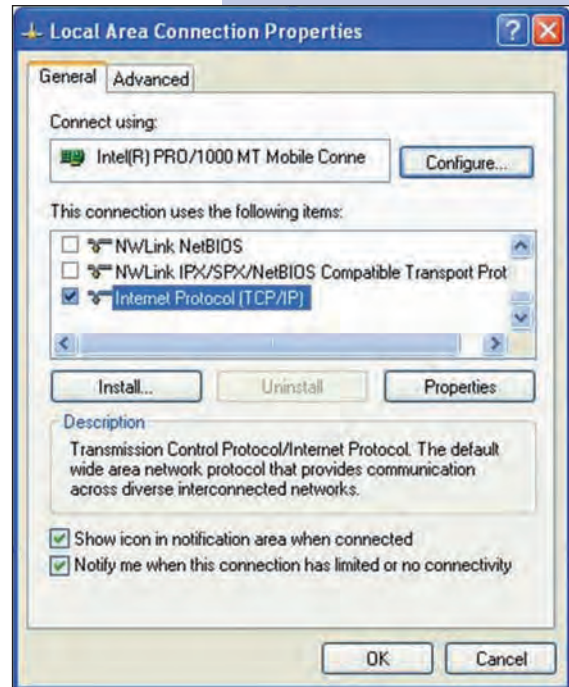 Local Area Connection Properties
General Advanced
Connect using:
Intel(R) PRO/1000 MT Mobile Conne
Configure...
This connection uses the following items:
NWLink NetBIOS
NWLink IPX/SPX/NetBIOS Compatible Transport Prot
Internet Protocol (TCP/IP)
Install... Uninstall Properties
Description
Transmission Control Protocol/Internet Protocol. The default
wide area network protocol that provides communication
across diverse interconnected networks.
Show icon in notification area when connected
Notify me when this connection has limited or no connectivity
OK Cancel